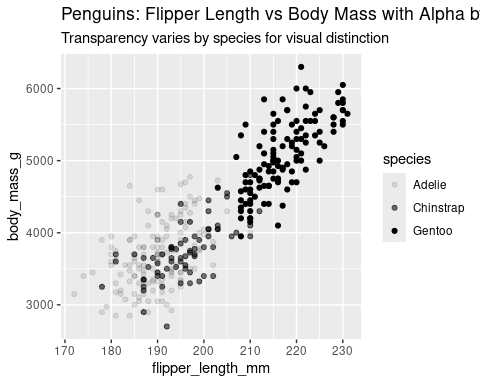 Penguins: Flipper Length vs Body Mass with Alpha by
Transparency varies by species for visual distinction
6000
5000
4000
3000
body_mass_g
170 180 190 200 210 220 230
flipper_length_mm
species
Adelie
Chinstrap
Gentoo